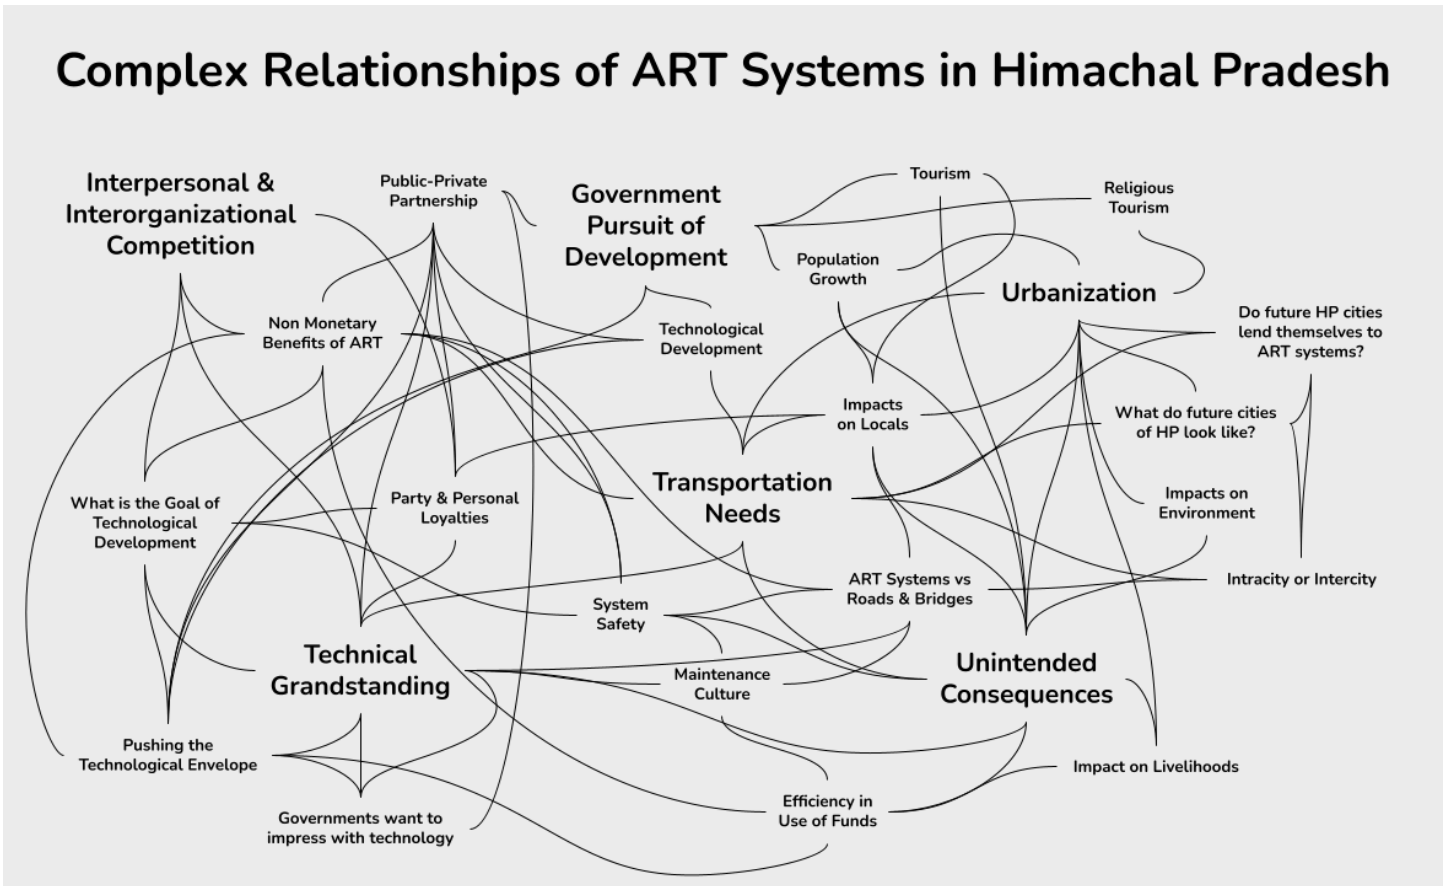 Complex Relationships of ART Systems in Himachal Pradesh
Interpersonal &
Interorganizational
Competition
Public-Private
Partnership
Government
Pursuit of
Development
Tourism
Religious
Tourism
Population
Growth
Urbanization
Non Monetary
Benefits of ART
Technological
Development
Do future HP cities
lend themselves to
ART systems?
Impacts
on Locals
What do future cities
of HP look like?
What is the Goal of
Technological
Development
Party & Personal
Loyalties
Transportation
Needs
Impacts on
Environment
System
Safety
ART Systems vs
Roads & Bridges
Intracity or Intercity
Technical
Grandstanding
Maintenance
Culture
Unintended
Consequences
Pushing the
Technological Envelope
Impact on Livelihoods
Governments want to
impress with technology
Efficiency in
Use of Funds